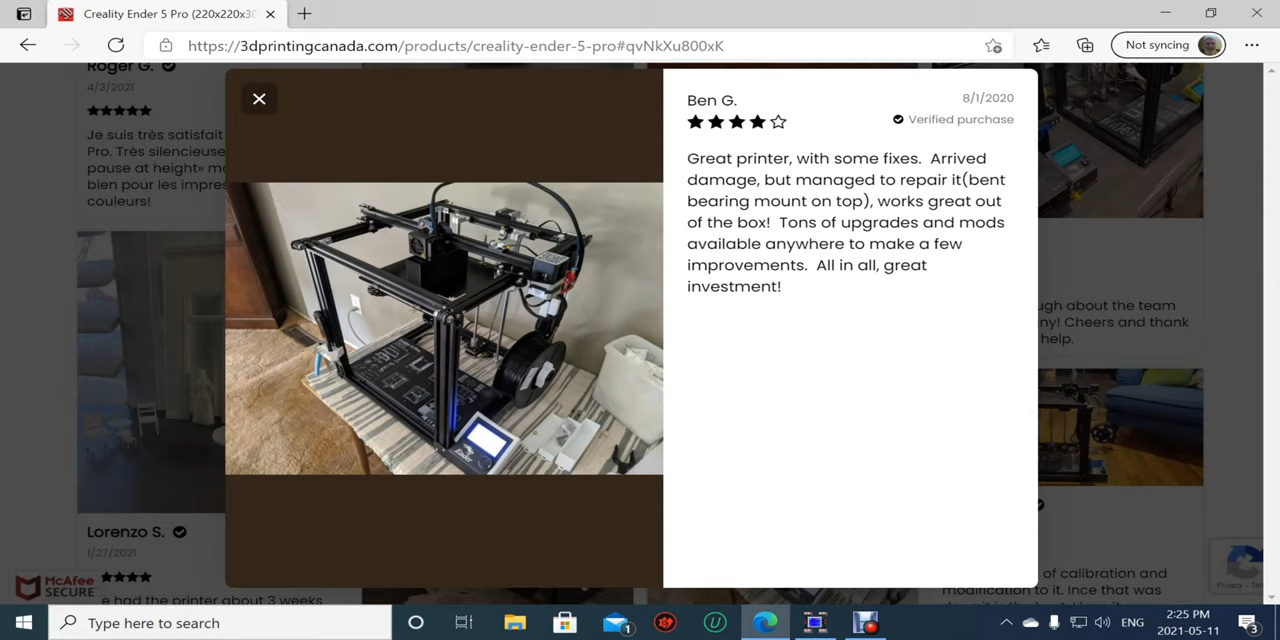 Creality Ender 5 Pro (220x220x30
https://3dprintingcanada.com/products/creality-ender-5-pro#qvNkXu800xK
Not syncing
Roger G.
4/3/2021
Je suis très satisfait
Pro. Très silencieuse
pause at height» m
bien pour les impres
couleurs!
Lorenzo S.
1/27/2021
McAfee
SECURE
e had the printer about 3 weeks
Ben G.
8/1/2020
Verified purchase
Great printer, with some fixes.  Arrived
damage, but managed to repair it(bent
bearing mount on top), works great out
of the box!  Tons of upgrades and mods
available anywhere to make a few
improvements.  All in all, great
investment!
ugh about the team
ny! Cheers and thank
help.
of calibration and
modification to it. Ince that was
Privacy - Ter
Type here to search
1
ENG
2:25 PM
2021-05-11
3